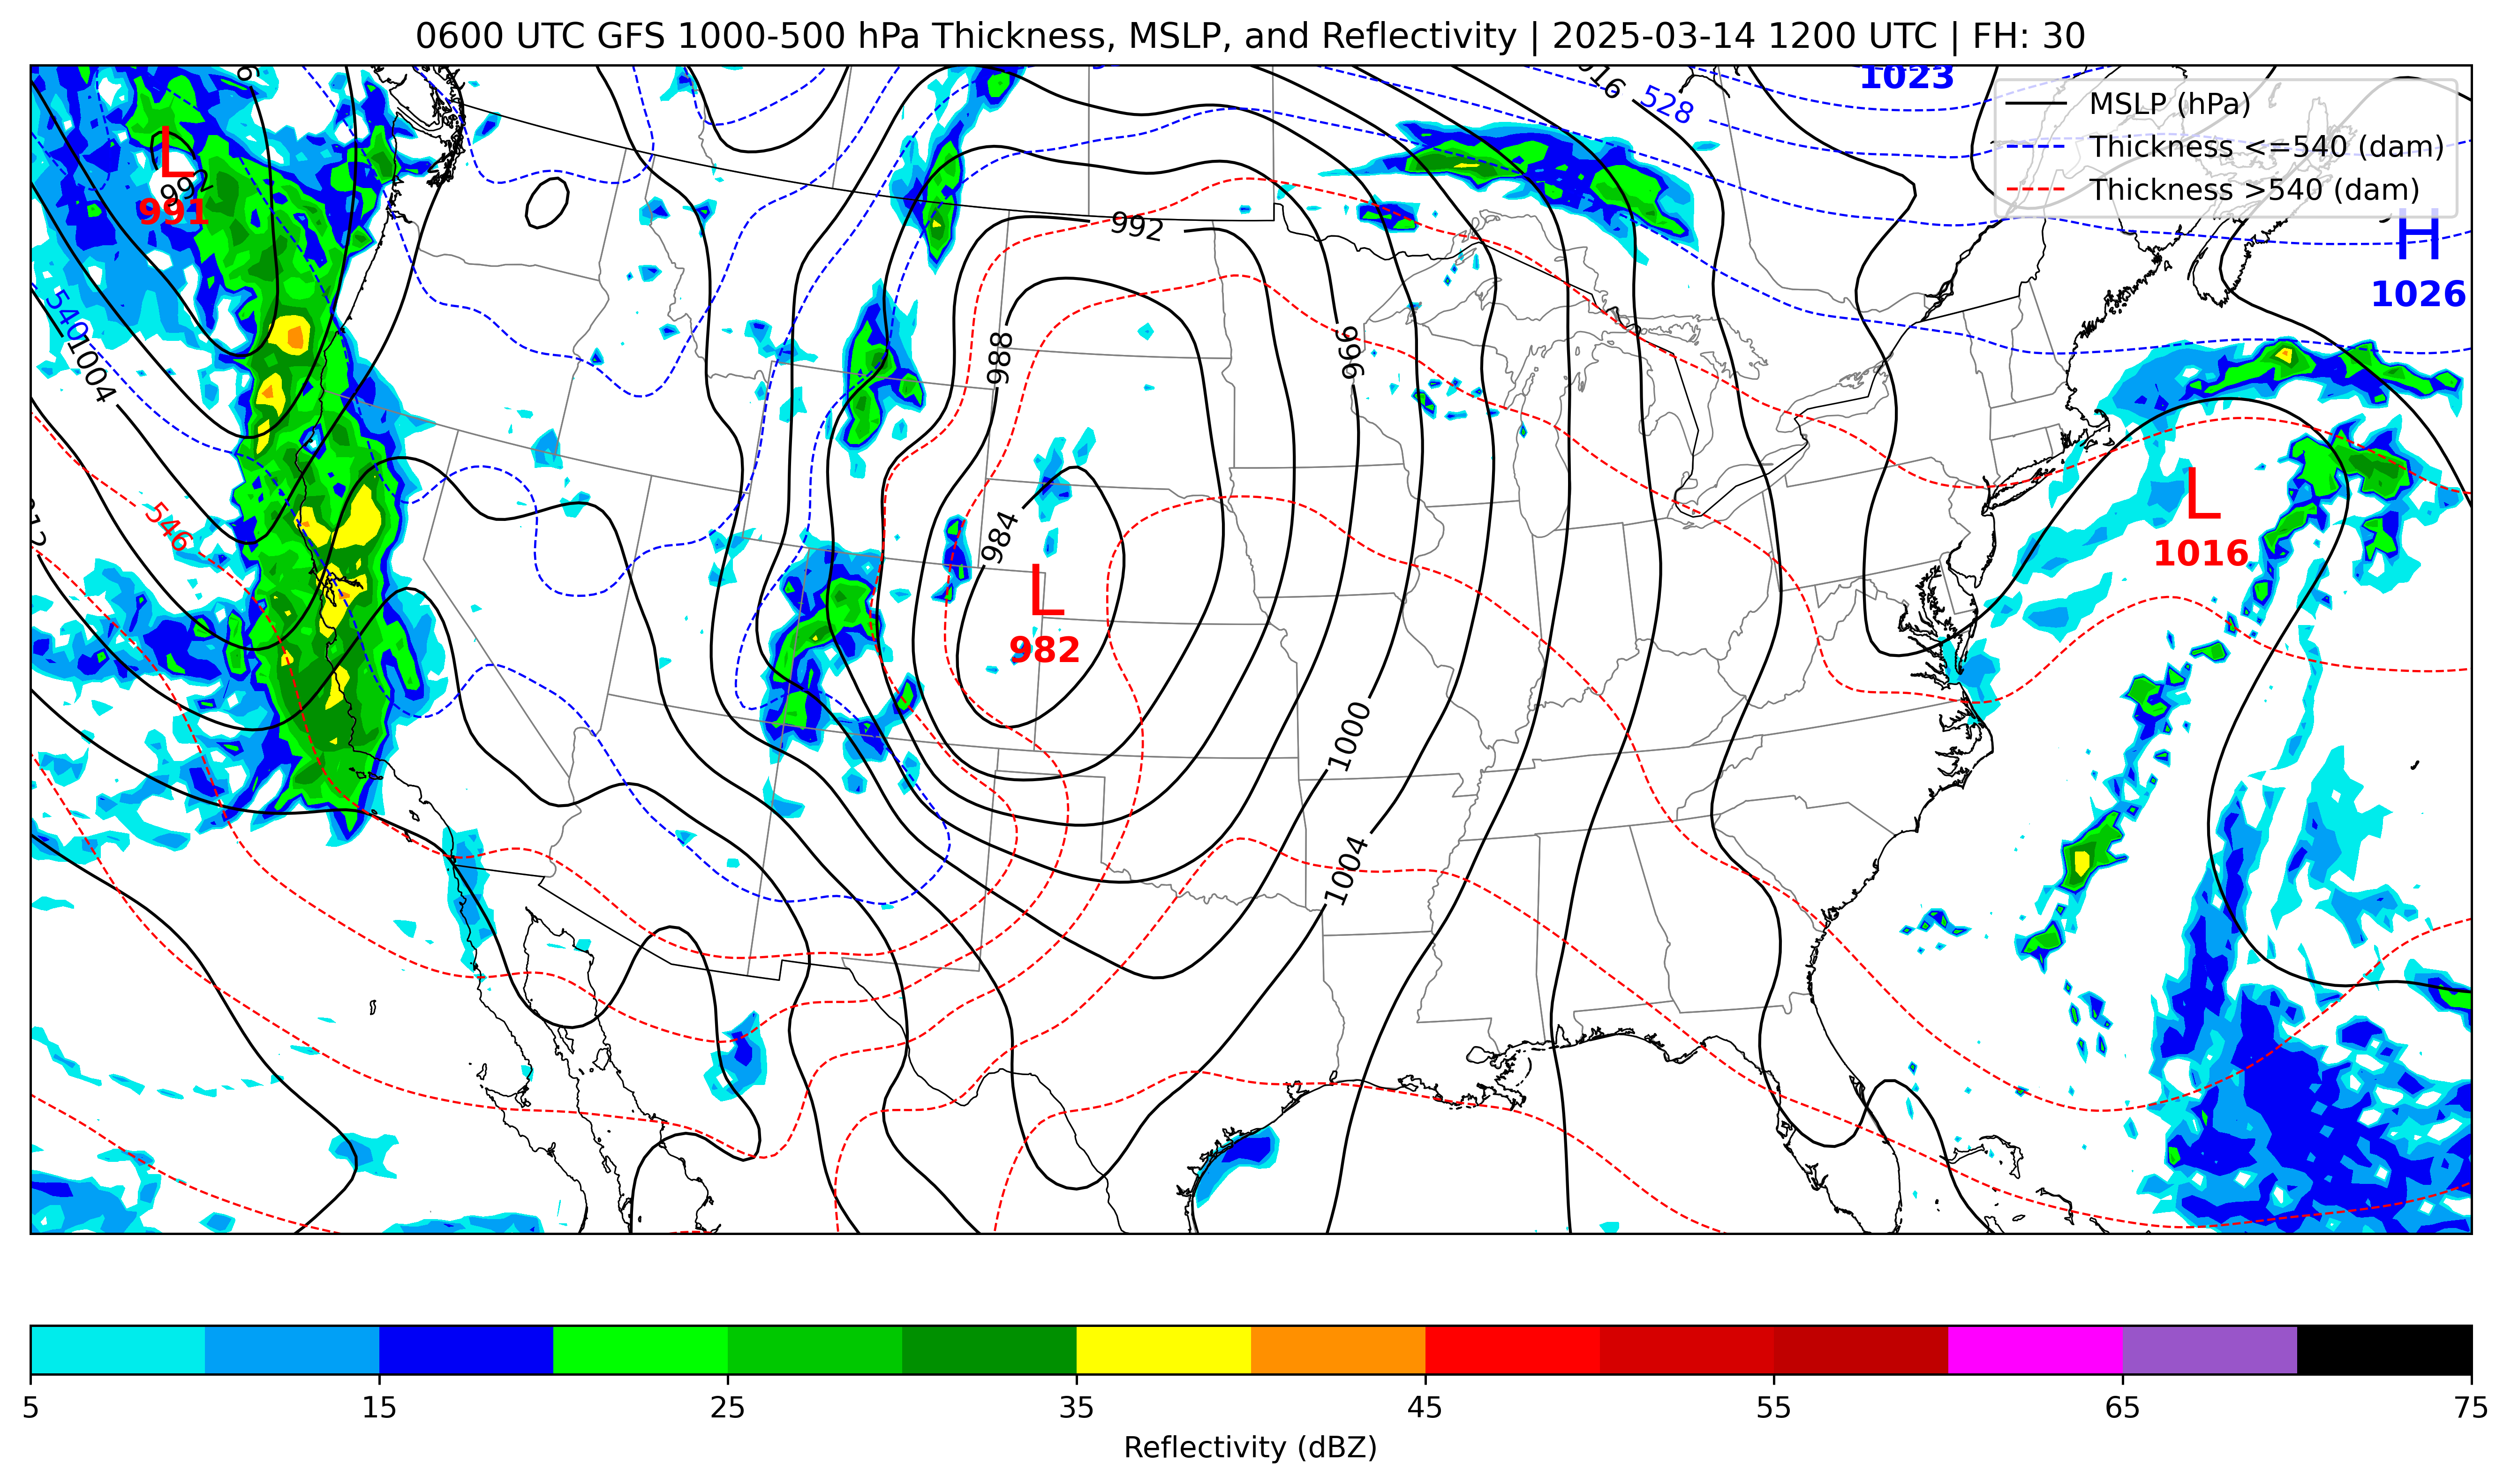 0600 UTC GFS 1000-500 hPa Thickness, MSLP, and Reflectivity | 2025-03-14 1200 UTC | FH: 30
1023
MSLP (hPa)
Thickness <=540 (dam)
Thickness >540 (dam)
016
528
L
992
991
992
H
1026
540
1004
988
996
546
984
L
1016
L
982
1000
1004
5
15
25
35
45
55
65
75
Reflectivity (dBZ)